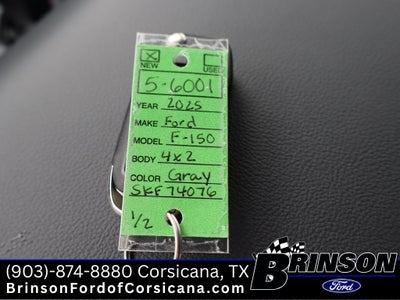 NEW USED
5-6001
YEAR 2025
MAKE Ford
MODEL F-150
BODY 4x2
COLOR Gray
SKF74076
1/2
(903)-874-8880 Corsicana, TX
BrinsonFordofCorsicana.com
BRINSON
Ford